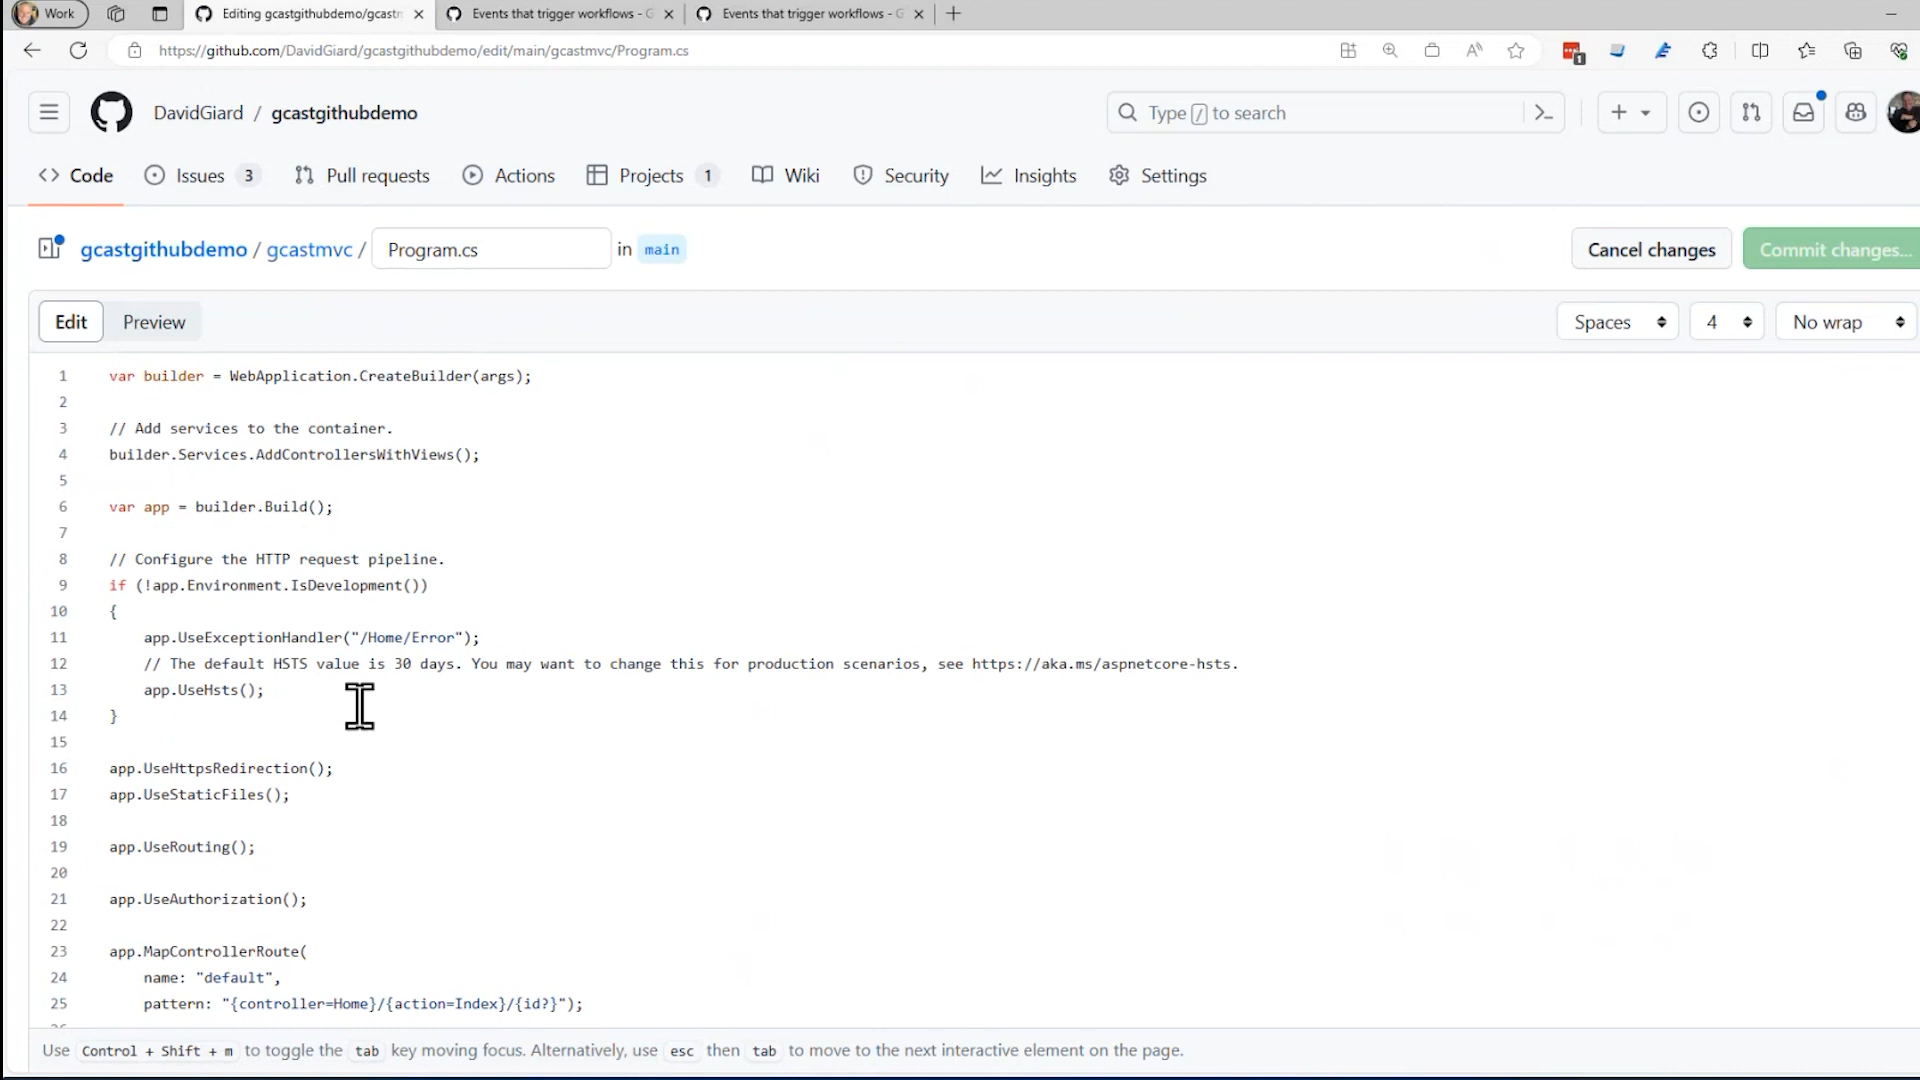 Work
Editing gcastgithubdemo/gcastm
Events that trigger workflows - G
Events that trigger workflows - G
https://github.com/DavidGiard/gcastgithubdemo/edit/main/gcastmvc/Program.cs
1
DavidGiard / gcastgithubdemo
Type / to search
Code
Issues 3
Pull requests
Actions
Projects 1
Wiki
Security
Insights
Settings
gcastgithubdemo / gcastmvc / Program.cs in main
Cancel changes
Commit changes...
Edit
Preview
Spaces
4
No wrap
1 var builder = WebApplication.CreateBuilder(args);
2
3 // Add services to the container.
4 builder.Services.AddControllersWithViews();
5
6 var app = builder.Build();
7
8 // Configure the HTTP request pipeline.
9 if (!app.Environment.IsDevelopment())
10 {
11 app.UseExceptionHandler("/Home/Error");
12 // The default HSTS value is 30 days. You may want to change this for production scenarios, see https://aka.ms/aspnetcore-hsts.
13 app.UseHsts();
14 }
15
16 app.UseHttpsRedirection();
17 app.UseStaticFiles();
18
19 app.UseRouting();
20
21 app.UseAuthorization();
22
23 app.MapControllerRoute(
24 name: "default",
25 pattern: "{controller=Home}/{action=Index}/{id?}");
Use Control + Shift + m to toggle the tab key moving focus. Alternatively, use esc then tab to move to the next interactive element on the page.